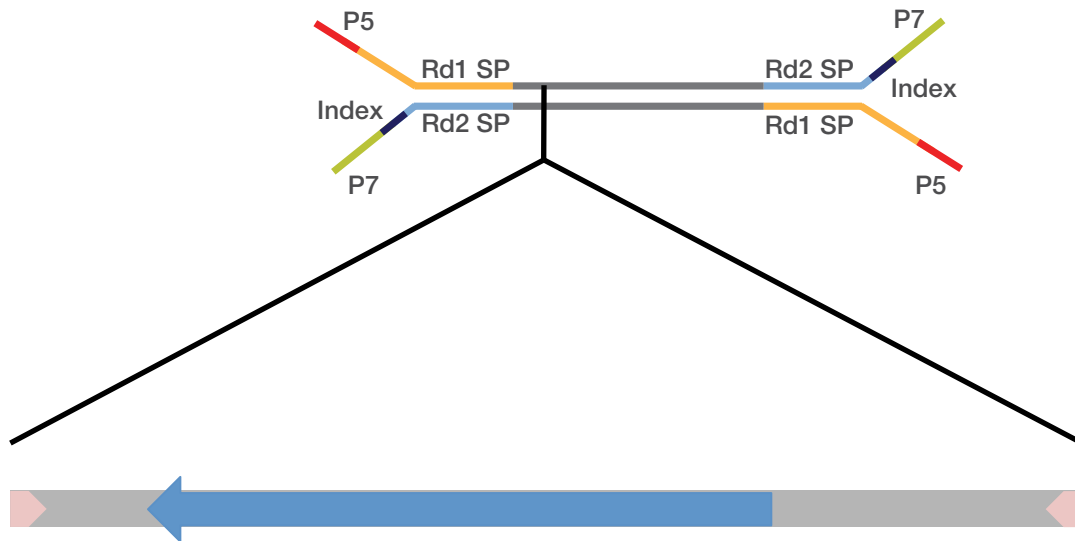 P5
P7
Rd1 SP
Rd2 SP
Index
Index
Rd2 SP
Rd1 SP
P7
P5